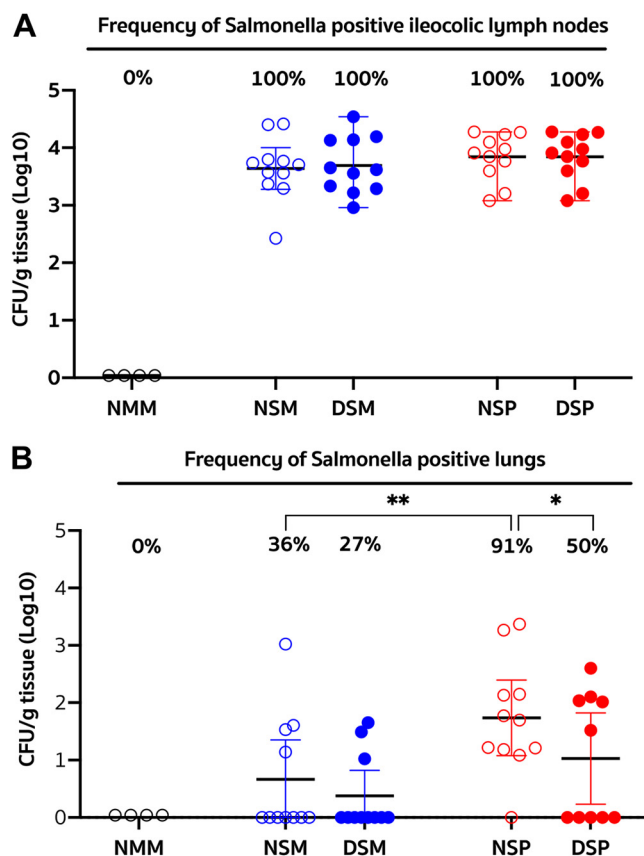 A
Frequency of Salmonella positive ileocolic lymph nodes
0% 100% 100% 100% 100%
CFU/g tissue (Log10)
5
4
3
2
1
0
NMM NSM DSM NSP DSP
B
Frequency of Salmonella positive lungs
** *
0% 36% 27% 91% 50%
CFU/g tissue (Log10)
5
4
3
2
1
0
NMM NSM DSM NSP DSP